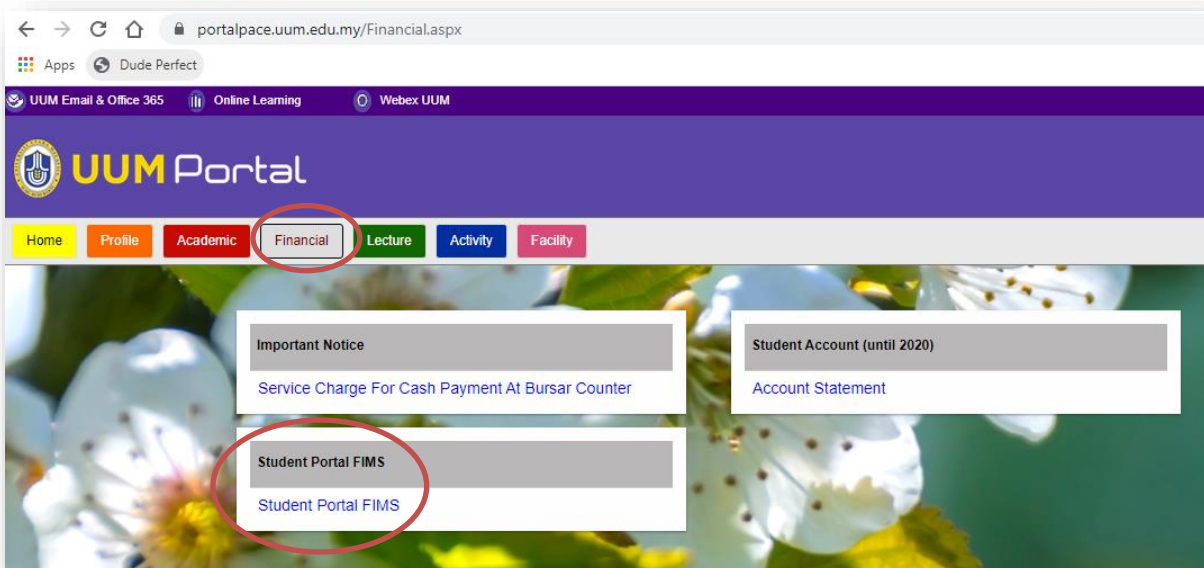 portalpace.uum.edu.my/Financial.aspx
Apps Dude Perfect
UUM Email & Office 365 Online Learning Webex UUM
UUM Portal
Home Profile Academic Financial Lecture Activity Facility
Important Notice
Service Charge For Cash Payment At Bursar Counter
Student Account (until 2020)
Account Statement
Student Portal FIMS
Student Portal FIMS